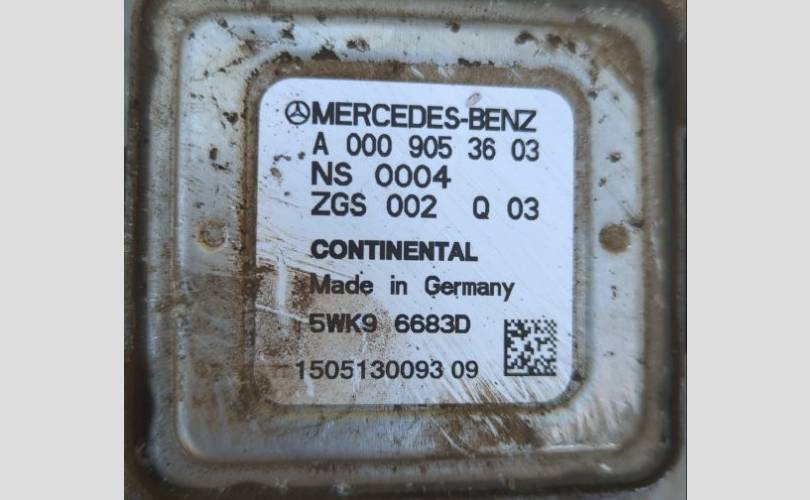 MERCEDES-BENZ
A 000 905 36 03
NS 0004
ZGS 002 Q 03
CONTINENTAL
Made in Germany
5WK9 6683D
1505130093 09